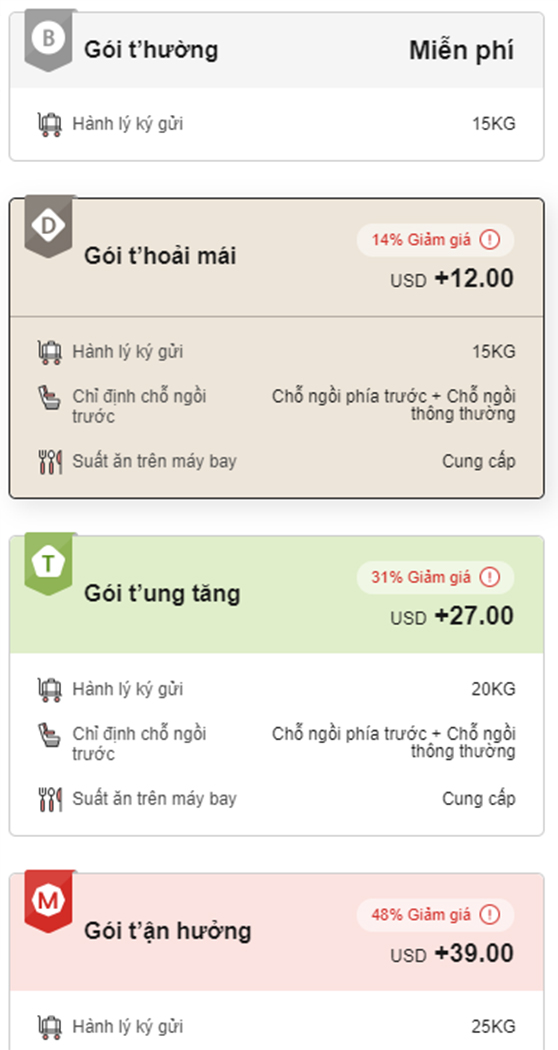 B
Gói t’hường Miễn phí
Hành lý ký gửi 15KG
D
14% Giảm giá !
Gói t’hoải mái
USD +12.00
Hành lý ký gửi 15KG
Chỉ định chỗ ngồi Chỗ ngồi phía trước + Chỗ ngồi
trước thông thường
Suất ăn trên máy bay Cung cấp
T
31% Giảm giá !
Gói t’ung tăng
USD +27.00
Hành lý ký gửi 20KG
Chỉ định chỗ ngồi Chỗ ngồi phía trước + Chỗ ngồi
trước thông thường
Suất ăn trên máy bay Cung cấp
M
48% Giảm giá !
Gói t’ận hưởng
USD +39.00
Hành lý ký gửi 25KG